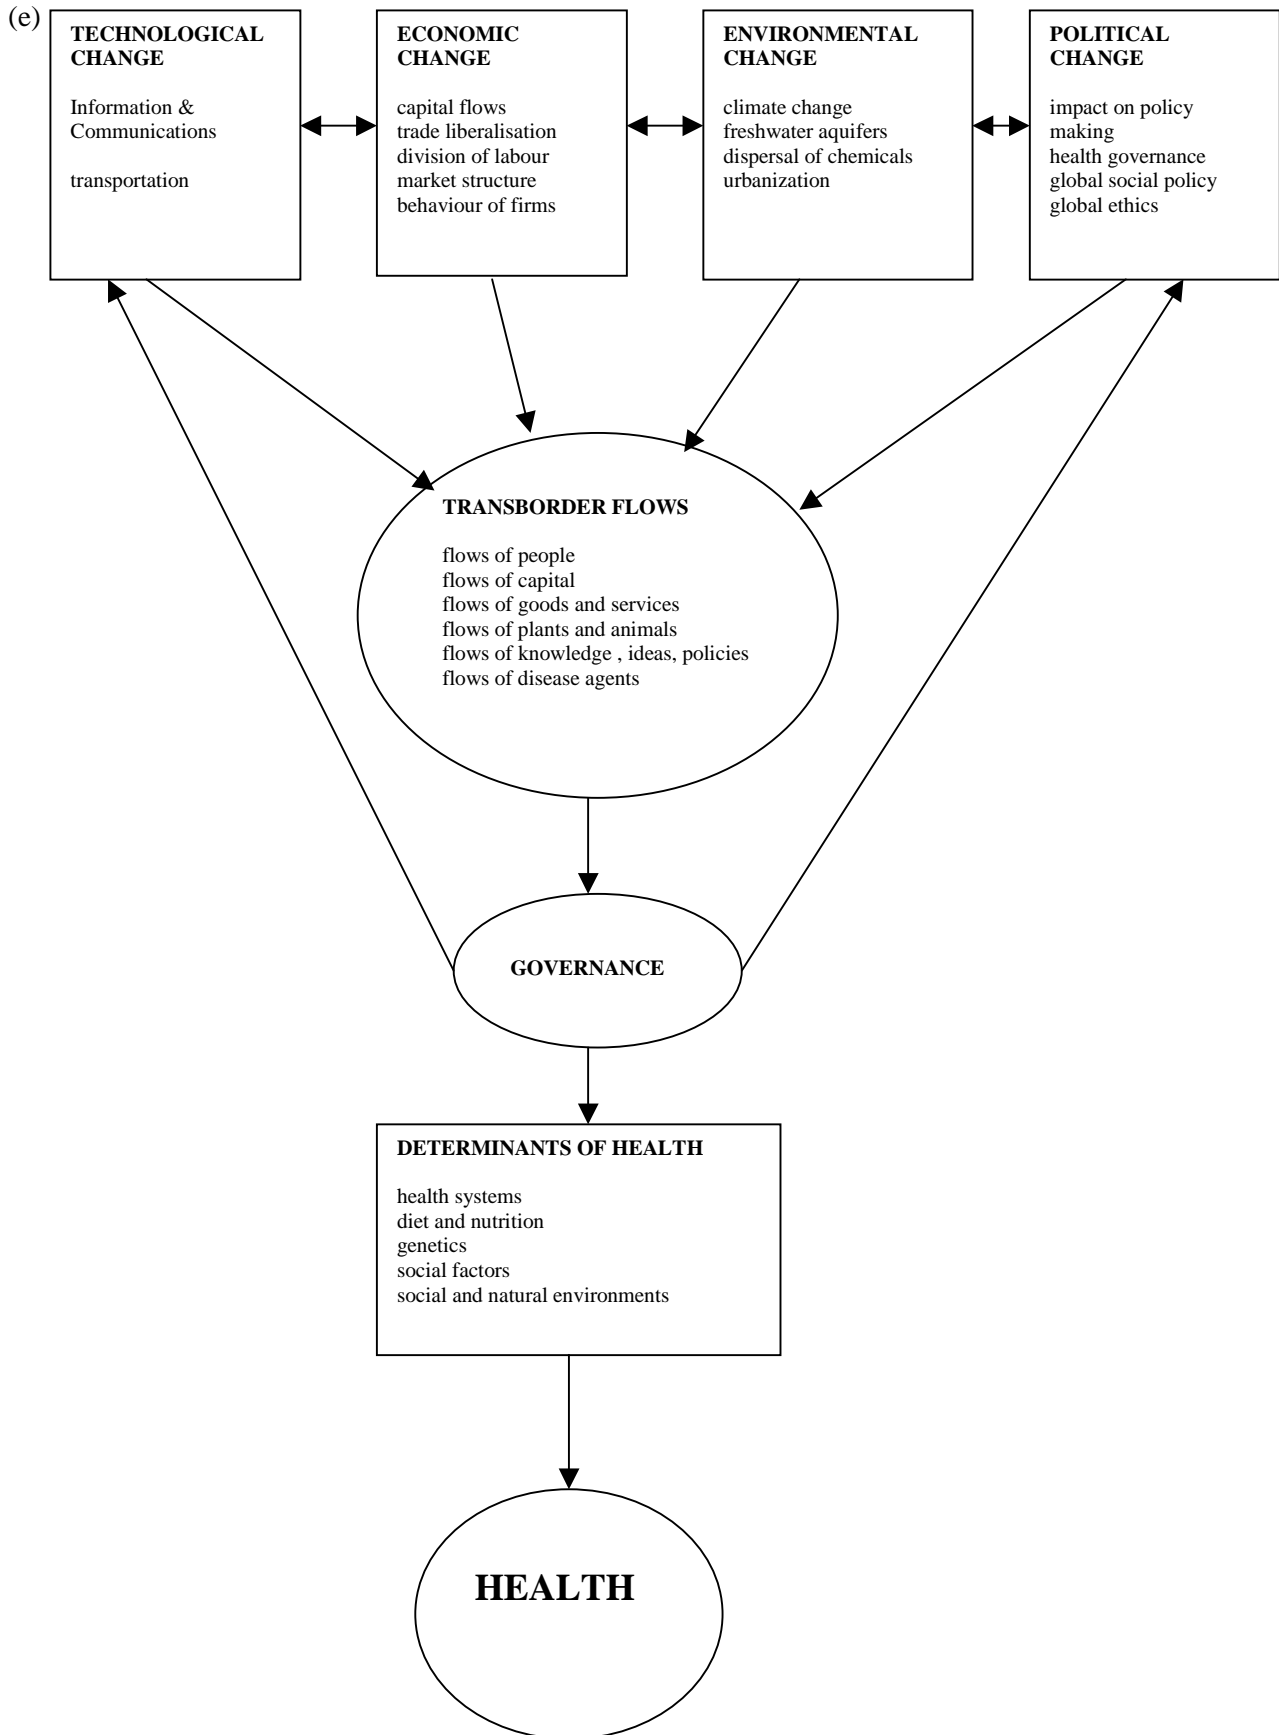 (e)
TECHNOLOGICAL
CHANGE
Information &
Communications
transportation
ECONOMIC
CHANGE
capital flows
trade liberalisation
division of labour
market structure
behaviour of firms
ENVIRONMENTAL
CHANGE
climate change
freshwater aquifers
dispersal of chemicals
urbanization
POLITICAL
CHANGE
impact on policy
making
health governance
global social policy
global ethics
TRANSBORDER FLOWS
flows of people
flows of capital
flows of goods and services
flows of plants and animals
flows of knowledge , ideas, policies
flows of disease agents
GOVERNANCE
DETERMINANTS OF HEALTH
health systems
diet and nutrition
genetics
social factors
social and natural environments
HEALTH